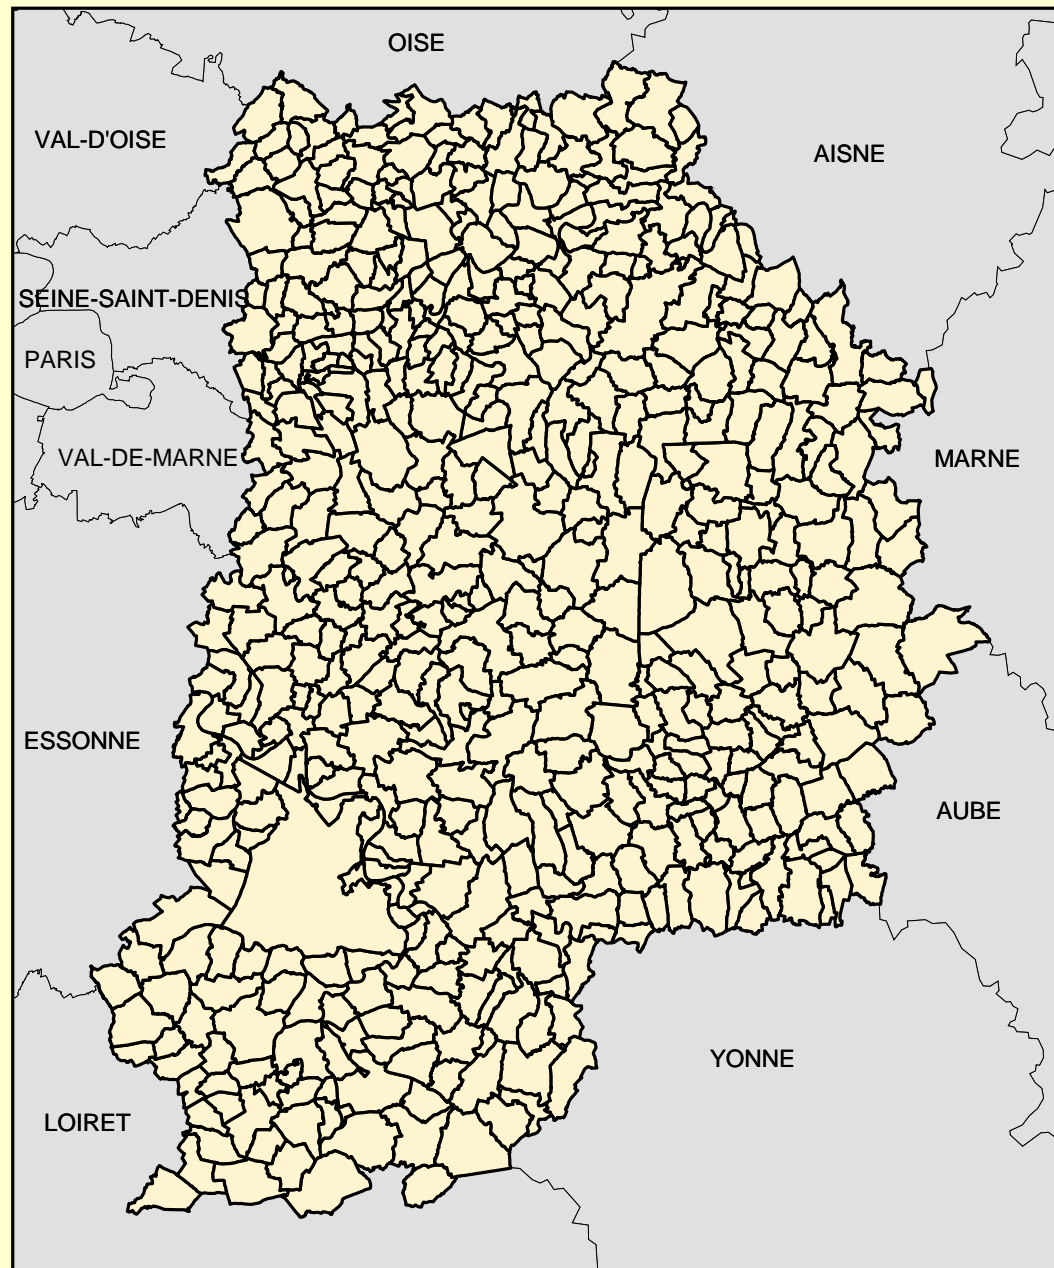 OISE
VAL-D'OISE
AISNE
SEINE-SAINT-DENIS
PARIS
VAL-DE-MARNE
MARNE
ESSONNE
AUBE
YONNE
LOIRET